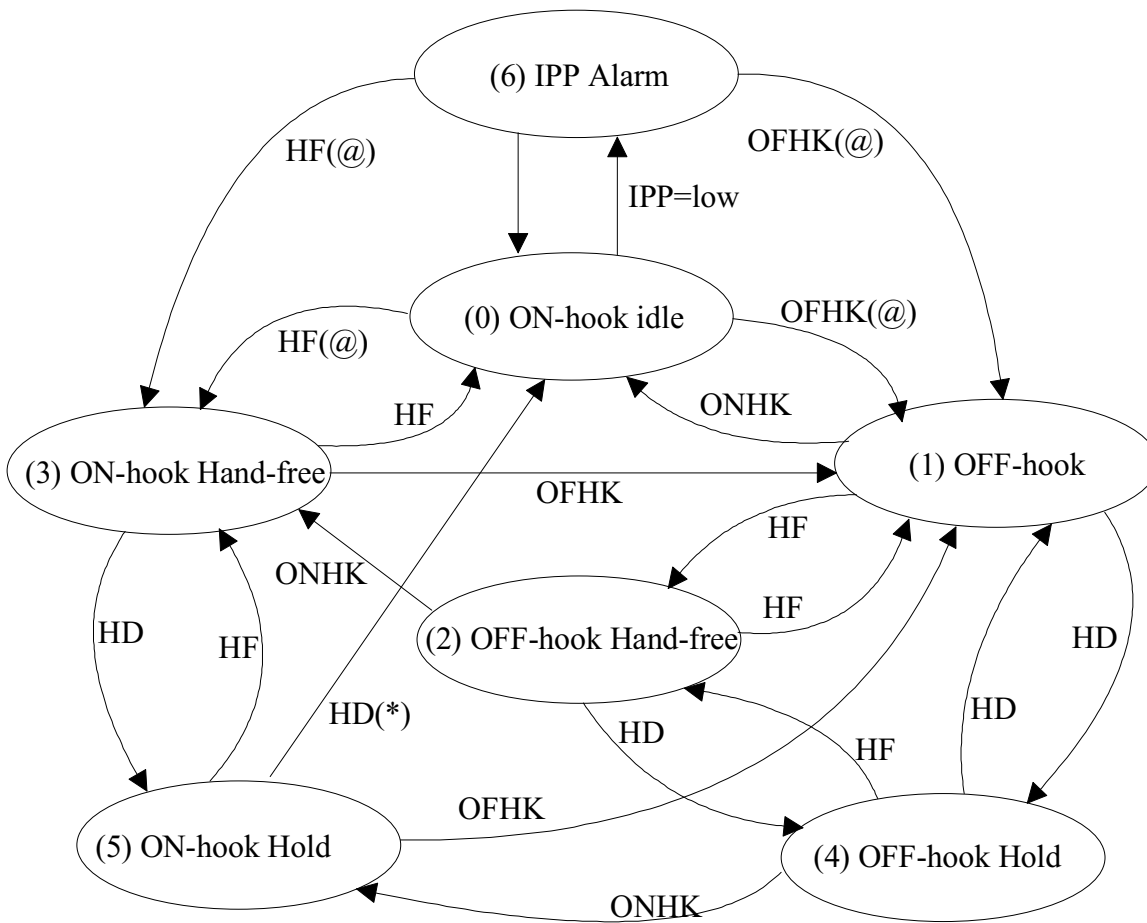 (6) IPP Alarm
HF(@)
OFHK(@)
IPP=low
(0) ON-hook idle
HF(@)
OFHK(@)
HF
ONHK
(3) ON-hook Hand-free
(1) OFF-hook
OFHK
HF
ONHK
HF
(2) OFF-hook Hand-free
HD
HF
HD
HD(*)
HD
HD
HF
OFHK
(5) ON-hook Hold
(4) OFF-hook Hold
ONHK